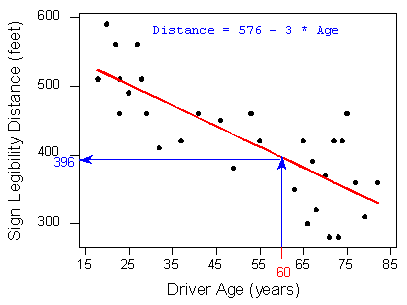 Distance = 576 - 3 * Age
Sign Legibility Distance (feet)
600
500
400
396
300
15 25 35 45 55 65 75 85
60
Driver Age (years)